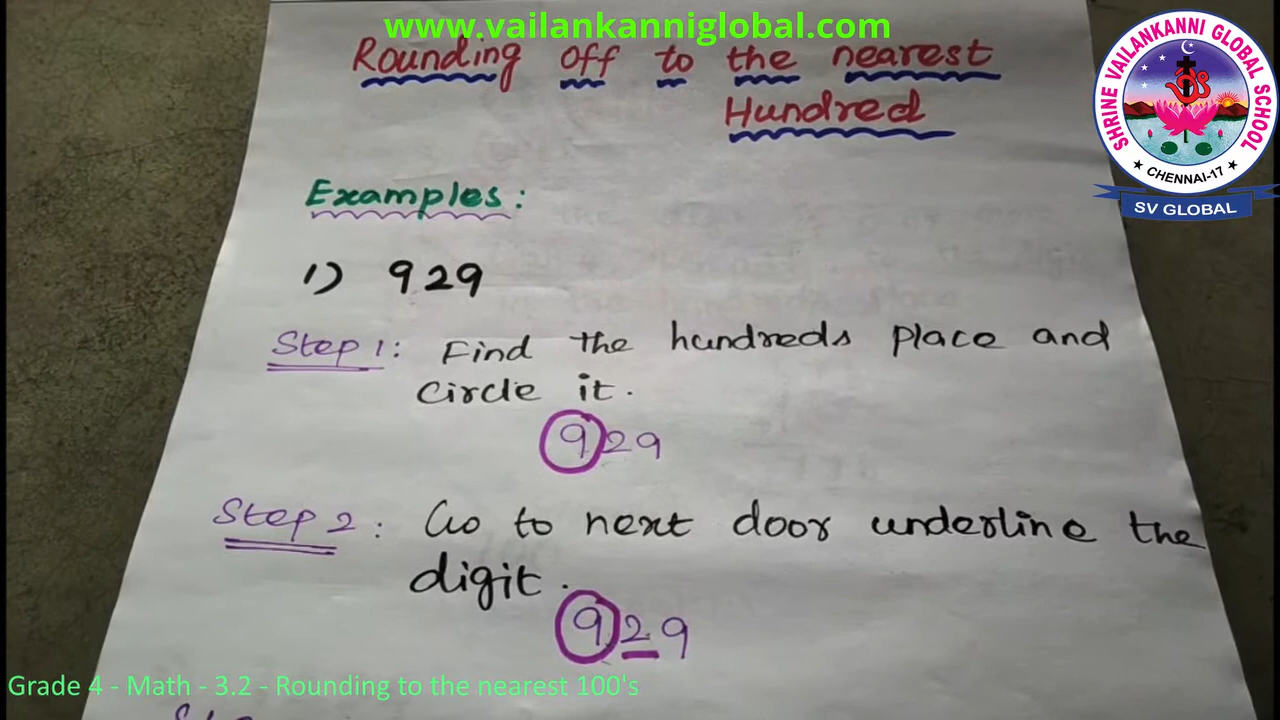 www.vailankanniglobal.com
Rounding off to the nearest
Hundred
SHRINE VAILANKANNI GLOBAL SCHOOL
CHENNAI-17
SV GLOBAL
Examples:
1) 929
Step 1: Find the hundreds place and
circle it.
929
Step 2: Go to next door underline the
digit.
929
Grade 4 - Math - 3.2 - Rounding to the nearest 100's